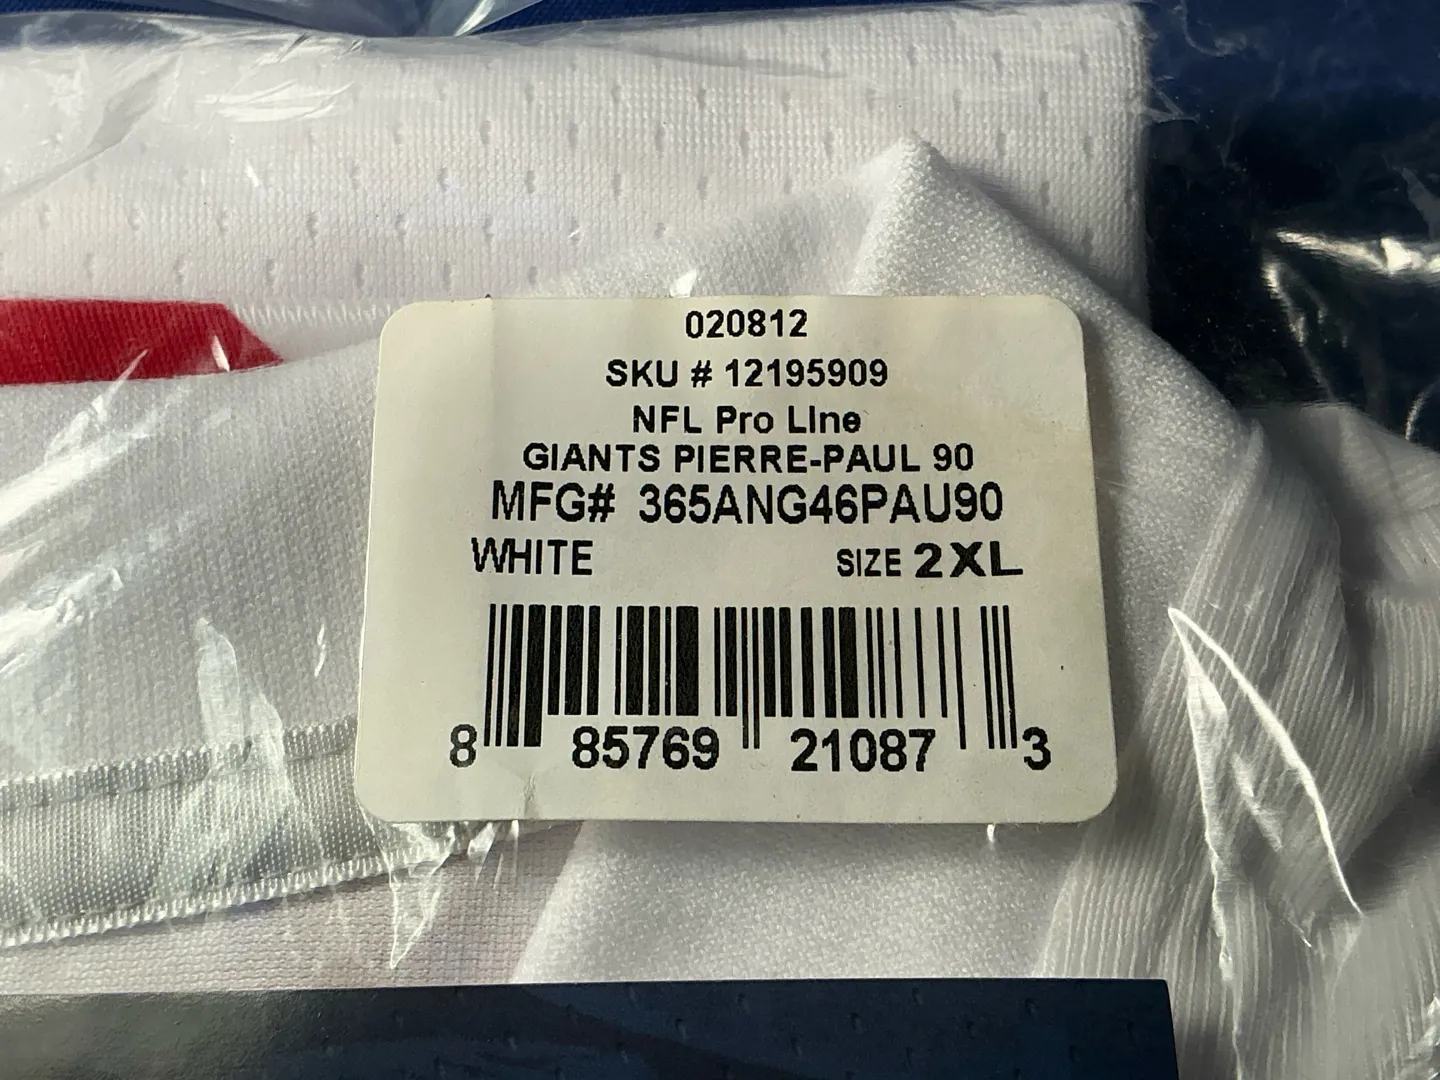 020812
SKU # 12195909
NFL Pro LIne
GIANTS PIERRE-PAUL 90
MFG# 365ANG46PAU90
WHITE SIZE 2XL
8 85769 21087 3